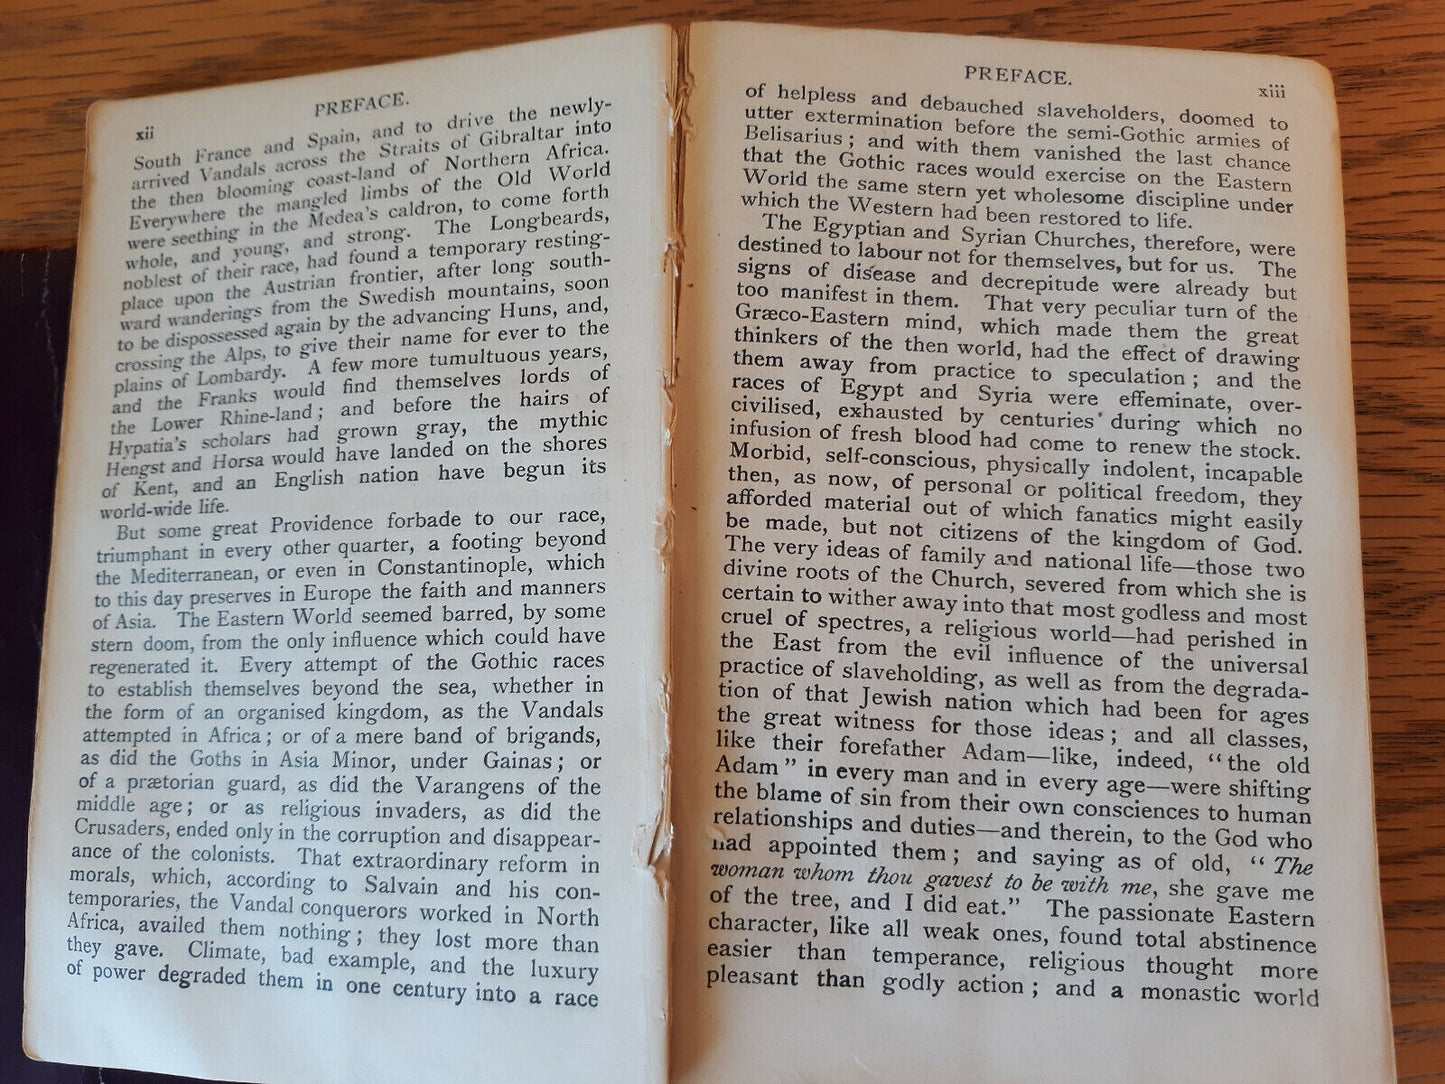 xii
PREFACE.
South France and Spain, and to drive the newly-
arrived Vandals across the Straits of Gibraltar into
the then blooming coast-land of Northern Africa.
Everywhere the mangled limbs of the Old World
were seething in the Medea's caldron, to come forth
whole, and young, and strong. The Longbeards,
noblest of their race, had found a temporary resting-
place upon the Austrian frontier, after long south-
ward wanderings from the Swedish mountains, soon
to be dispossessed again by the advancing Huns, and,
crossing the Alps, to give their name for ever to the
plains of Lombardy. A few more tumultuous years,
and the Franks would find themselves lords of
the Lower Rhine-land; and before the hairs of
Hypatia's scholars had grown gray, the mythic
Hengst and Horsa would have landed on the shores
of Kent, and an English nation have begun its
world-wide life.
But some great Providence forbade to our race,
triumphant in every other quarter, a footing beyond
the Mediterranean, or even in Constantinople, which
to this day preserves in Europe the faith and manners
of Asia. The Eastern World seemed barred, by some
stern doom, from the only influence which could have
regenerated it. Every attempt of the Gothic races
to establish themselves beyond the sea, whether in
the form of an organised kingdom, as the Vandals
attempted in Africa; or of a mere band of brigands,
as did the Goths in Asia Minor, under Gainas; or
of a prætorian guard, as did the Varangens of the
middle age; or as religious invaders, as did the
Crusaders, ended only in the corruption and disappear-
ance of the colonists. That extraordinary reform in
morals, which, according to Salvain and his con-
temporaries, the Vandal conquerors worked in North
Africa, availed them nothing; they lost more than
they gave. Climate, bad example, and the luxury
of power degraded them in one century into a race
PREFACE.
xiii
of helpless and debauched slaveholders, doomed to
utter extermination before the semi-Gothic armies of
Belisarius; and with them vanished the last chance
that the Gothic races would exercise on the Eastern
World the same stern yet wholesome discipline under
which the Western had been restored to life.
The Egyptian and Syrian Churches, therefore, were
destined to labour not for themselves, but for us. The
signs of disease and decrepitude were already but
too manifest in them. That very peculiar turn of the
Græco-Eastern mind, which made them the great
thinkers of the then world, had the effect of drawing
them away from practice to speculation; and the
races of Egypt and Syria were effeminate, over-
civilised, exhausted by centuries during which no
infusion of fresh blood had come to renew the stock.
Morbid, self-conscious, physically indolent, incapable
then, as now, of personal or political freedom, they
afforded material out of which fanatics might easily
be made, but not citizens of the kingdom of God.
The very ideas of family and national life—those two
divine roots of the Church, severed from which she is
certain to wither away into that most godless and most
cruel of spectres, a religious world—had perished in
the East from the evil influence of the universal
practice of slaveholding, as well as from the degrada-
tion of that Jewish nation which had been for ages
the great witness for those ideas; and all classes,
like their forefather Adam—like, indeed, "the old
Adam" in every man and in every age—were shifting
the blame of sin from their own consciences to human
relationships and duties—and therein, to the God who
had appointed them; and saying as of old, "The
woman whom thou gavest to be with me, she gave me
of the tree, and I did eat." The passionate Eastern
character, like all weak ones, found total abstinence
easier than temperance, religious thought more
pleasant than godly action; and a monastic world